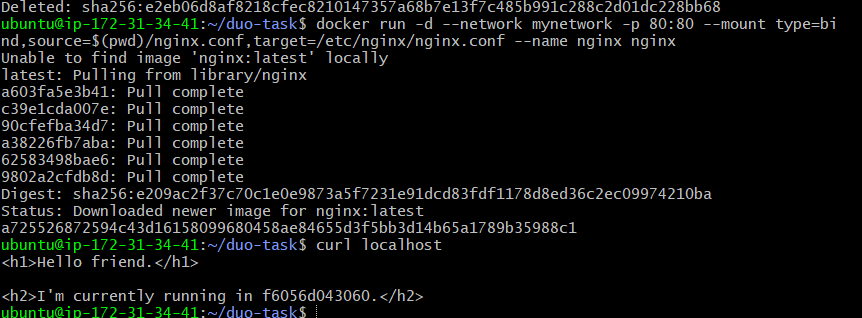 Deleted: sha256:e2eb06d8af8218cfec8210147357a68b7e13f7c485b991c288c2d01dc228bb68
ubuntu@ip-172-31-34-41:~/duo-task$ docker run -d --network mynetwork -p 80:80 --mount type=bi
nd,source=$(pwd)/nginx.conf,target=/etc/nginx/nginx.conf --name nginx nginx
Unable to find image 'nginx:latest' locally
latest: Pulling from library/nginx
a603fa5e3b41: Pull complete
c39e1cda007e: Pull complete
90cfefba34d7: Pull complete
a38226fb7aba: Pull complete
62583498bae6: Pull complete
9802a2cfdb8d: Pull complete
Digest: sha256:e209ac2f37c70c1e0e9873a5f7231e91dcd83fdf1178d8ed36c2ec09974210ba
Status: Downloaded newer image for nginx:latest
a725526872594c43d16158099680458ae84655d3f5bb3d14b65a1789b35988c1
ubuntu@ip-172-31-34-41:~/duo-task$ curl localhost
<h1>Hello friend.</h1>
<h2>I'm currently running in f6056d043060.</h2>
ubuntu@ip-172-31-34-41:~/duo-task$